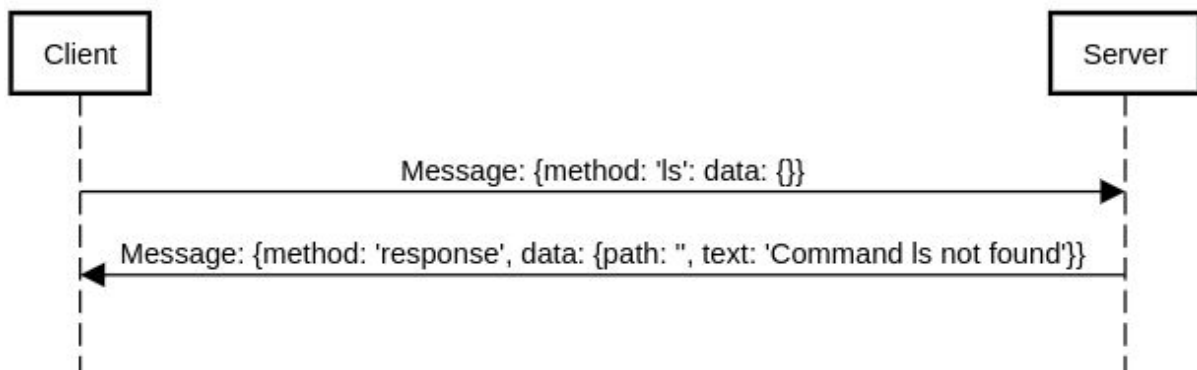 Client
Server
Message: {method: 'ls': data: {}}
Message: {method: 'response', data: {path: '', text: 'Command ls not found'}}